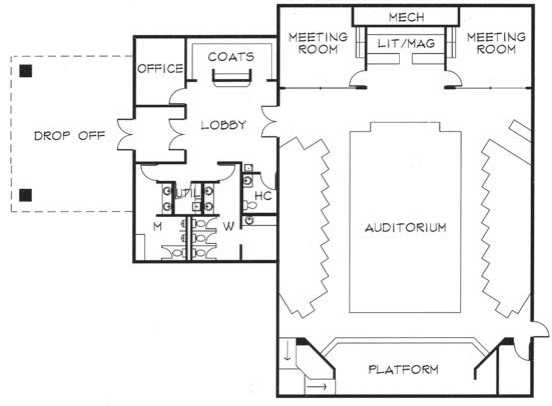 MECH
MEETING
ROOM
LIT/MAG
MEETING
ROOM
COATS
OFFICE
LOBBY
DROP OFF
UTIL
HC
M
W
AUDITORIUM
PLATFORM